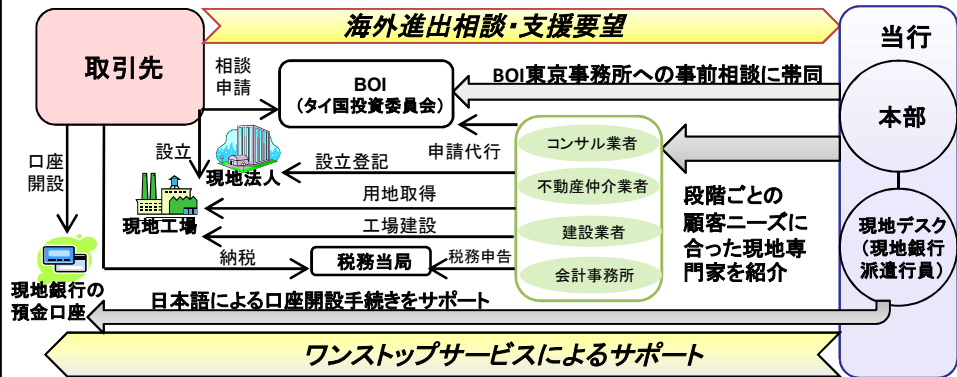 海外進出相談・支援要望
取引先
当行
相談
申請
BOI
（タイ国投資委員会）
BOI東京事務所への事前相談に帯同
本部
口座
開設
設立
現地法人
設立登記
申請代行
コンサル業者
不動産仲介業者
建設業者
会計事務所
現地工場
用地取得
工場建設
納税
税務当局
税務申告
段階ごとの
顧客ニーズに
合った現地専
門家を紹介
現地デスク
（現地銀行
派遣行員）
現地銀行の
預金口座
日本語による口座開設手続きをサポート
ワンストップサービスによるサポート